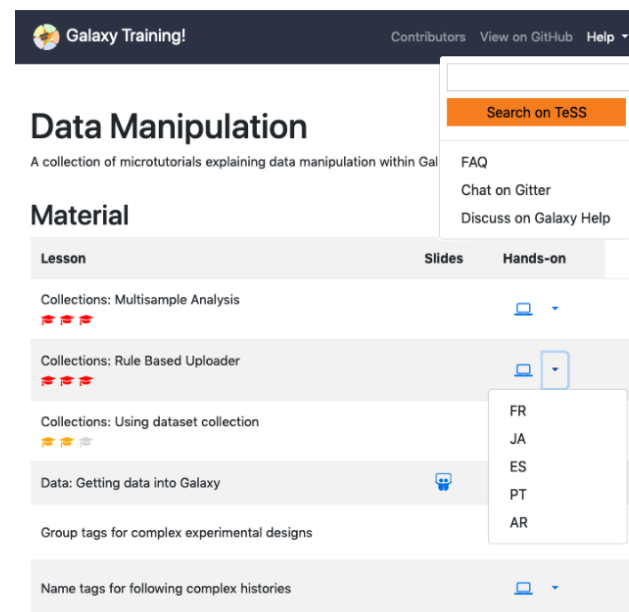 Galaxy Training!
Contributors View on GitHub Help
Search on TeSS
FAQ
Chat on Gitter
Discuss on Galaxy Help
Data Manipulation
A collection of microtutorials explaining data manipulation within Gal
Material
Lesson Slides Hands-on
Collections: Multisample Analysis
Collections: Rule Based Uploader
FR
JA
ES
PT
AR
Collections: Using dataset collection
Data: Getting data into Galaxy
Group tags for complex experimental designs
Name tags for following complex histories